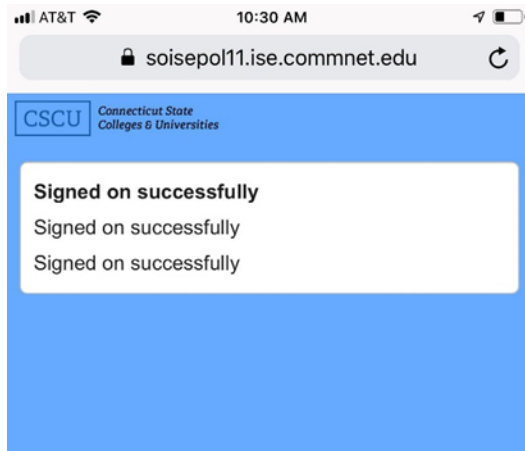 AT&T 10:30 AM
soisepol11.ise.commnet.edu
CSCU Connecticut State
Colleges & Universities
Signed on successfully
Signed on successfully
Signed on successfully